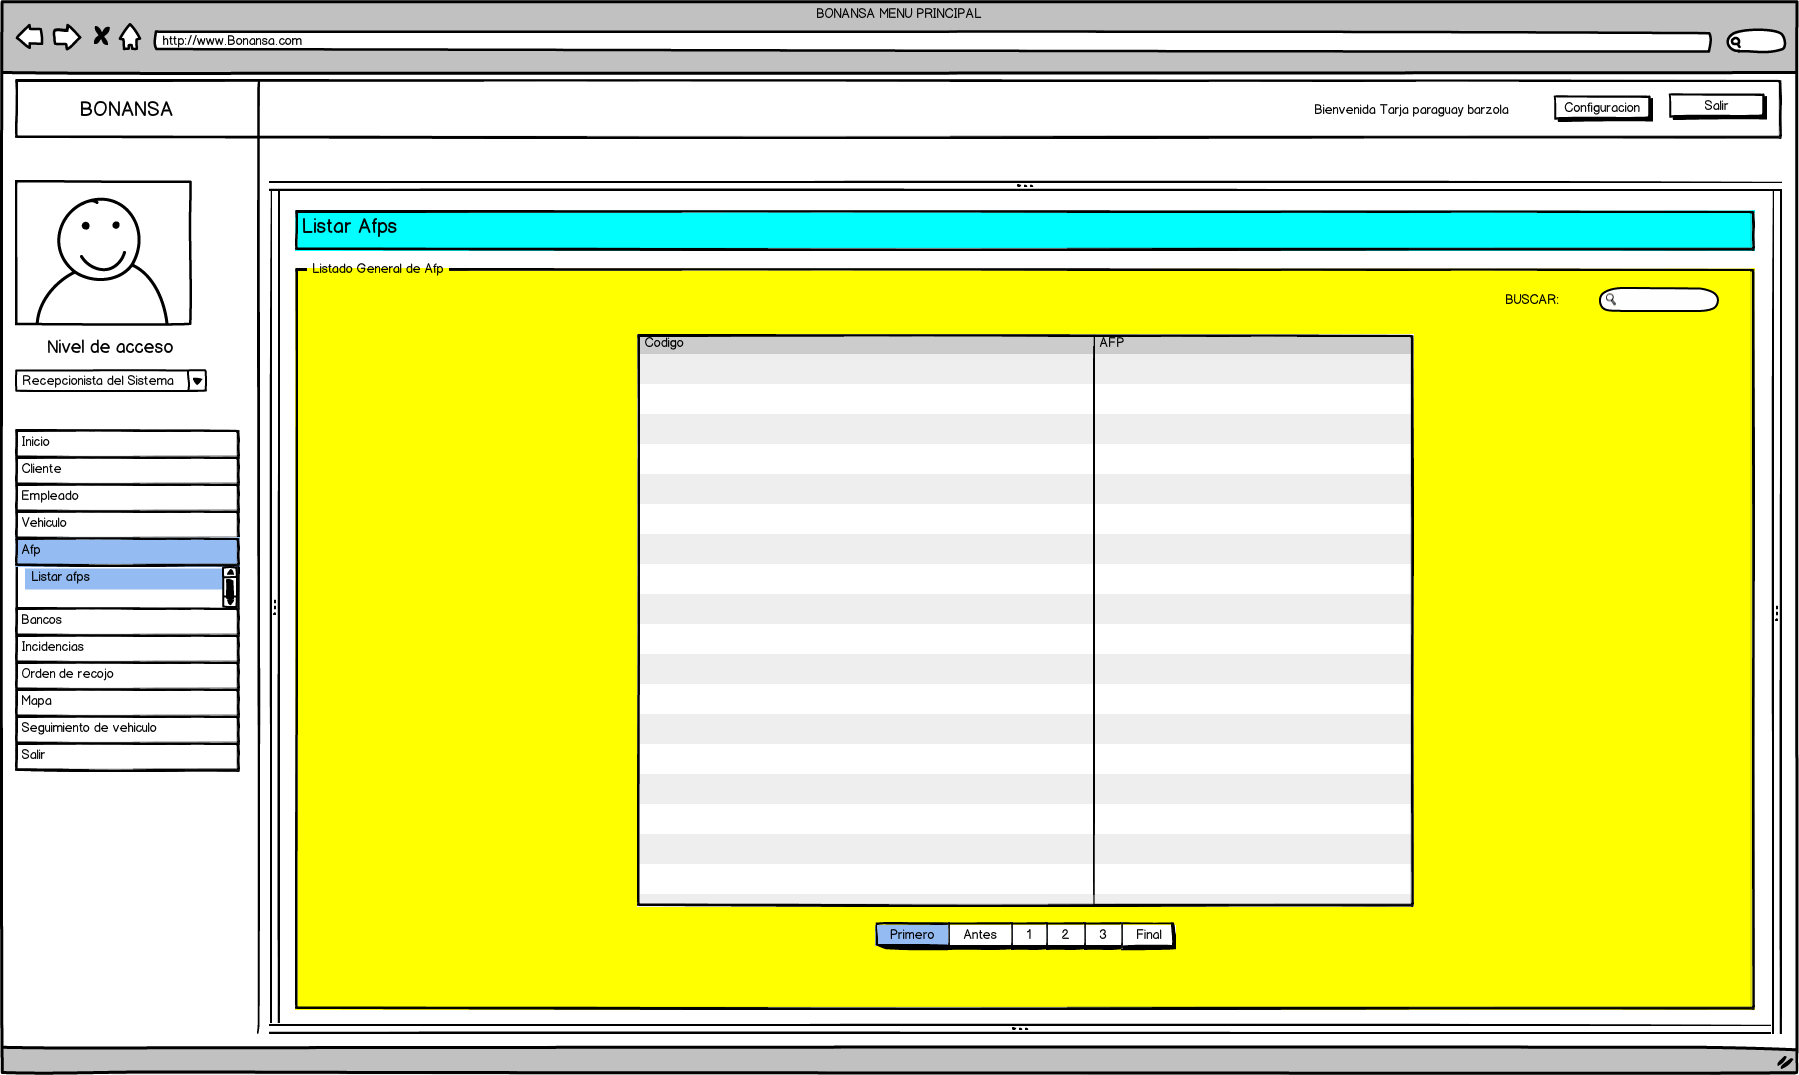 BONANSA MENU PRINCIPAL
http://www.Bonansa.com
BONANSA
Bienvenida Tarja paraguay barzola
Configuracion
Salir
Nivel de acceso
Recepcionista del Sistema
Inicio
Cliente
Empleado
Vehiculo
Afp
Listar afps
Bancos
Incidencias
Orden de recojo
Mapa
Seguimiento de vehiculo
Salir
Listar Afps
Listado General de Afp
BUSCAR:
Codigo AFP
Primero Antes 1 2 3 Final